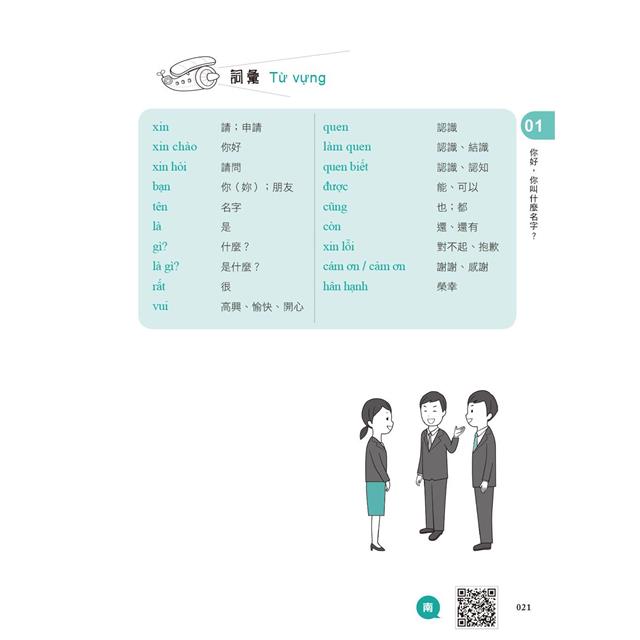 詞彙 Từ vựng
xin 請；申請
xin chào 你好
xin hỏi 請問
bạn 你（妳）；朋友
tên 名字
là 是
gì? 什麼？
là gì? 是什麼？
rất 很
vui 高興、愉快、開心
quen 認識
làm quen 認識、結識
quen biết 認識、認知
được 能、可以
cũng 也；都
còn 還、還有
xin lỗi 對不起、抱歉
cám ơn / cảm ơn 謝謝、感謝
hân hạnh 榮幸
01
你好，你叫什麼名字？
南
021